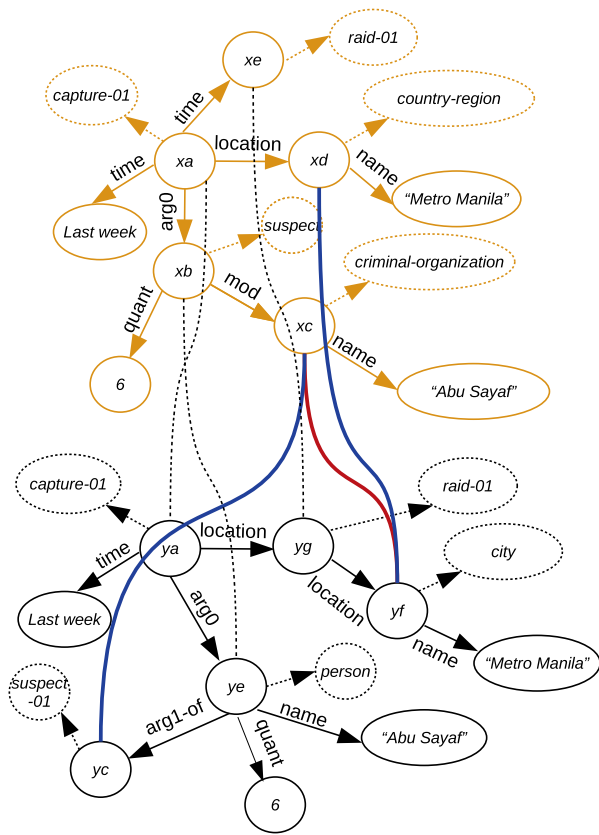 raid-01
xe
capture-01
time
country-region
location
xa
xd
time
name
“Metro Manila”
arg0
Last week
suspect
criminal-organization
xb
mod
quant
xc
name
6
“Abu Sayaf”
capture-01
raid-01
location
ya
yg
city
time
location
Last week
arg0
yf
name
“Metro Manila”
suspect
-01
person
ye
arg1-of
name
quant
“Abu Sayaf”
yc
6